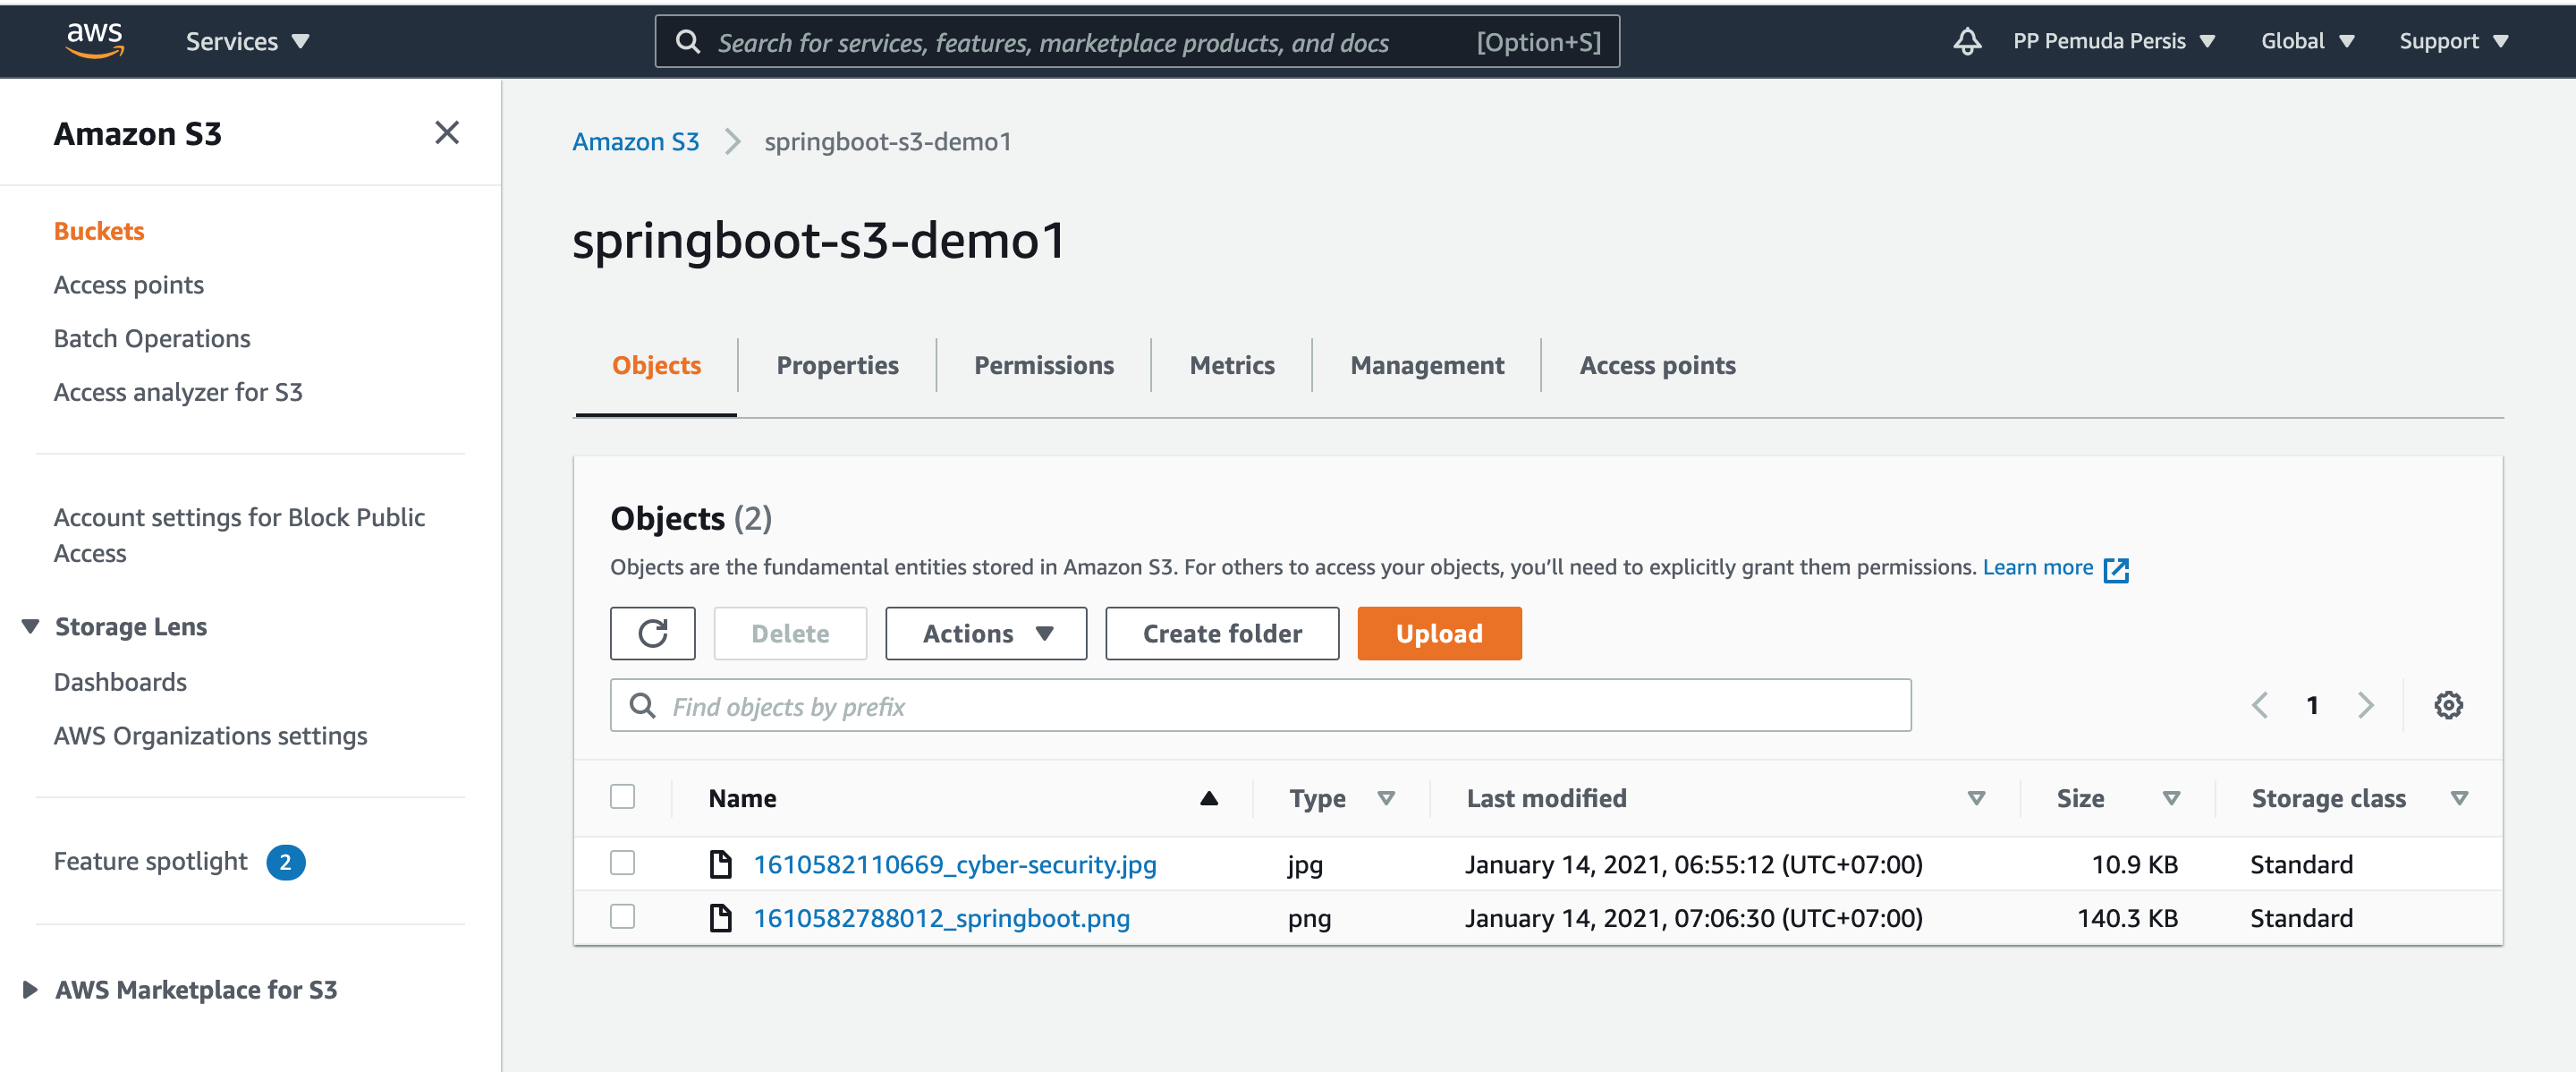 aws Services Search for services, features, marketplace products, and docs [Option+S] PP Pemuda Persis Global Support
Amazon S3
Buckets
Access points
Batch Operations
Access analyzer for S3
Account settings for Block Public
Access
Storage Lens
Dashboards
AWS Organizations settings
Feature spotlight 2
AWS Marketplace for S3
Amazon S3 springboot-s3-demo1
springboot-s3-demo1
Objects Properties Permissions Metrics Management Access points
Objects (2)
Objects are the fundamental entities stored in Amazon S3. For others to access your objects, you’ll need to explicitly grant them permissions. Learn more
Delete Actions Create folder Upload
Find objects by prefix 1
Name Type Last modified Size Storage class
1610582110669_cyber-security.jpg jpg January 14, 2021, 06:55:12 (UTC+07:00) 10.9 KB Standard
1610582788012_springboot.png png January 14, 2021, 07:06:30 (UTC+07:00) 140.3 KB Standard